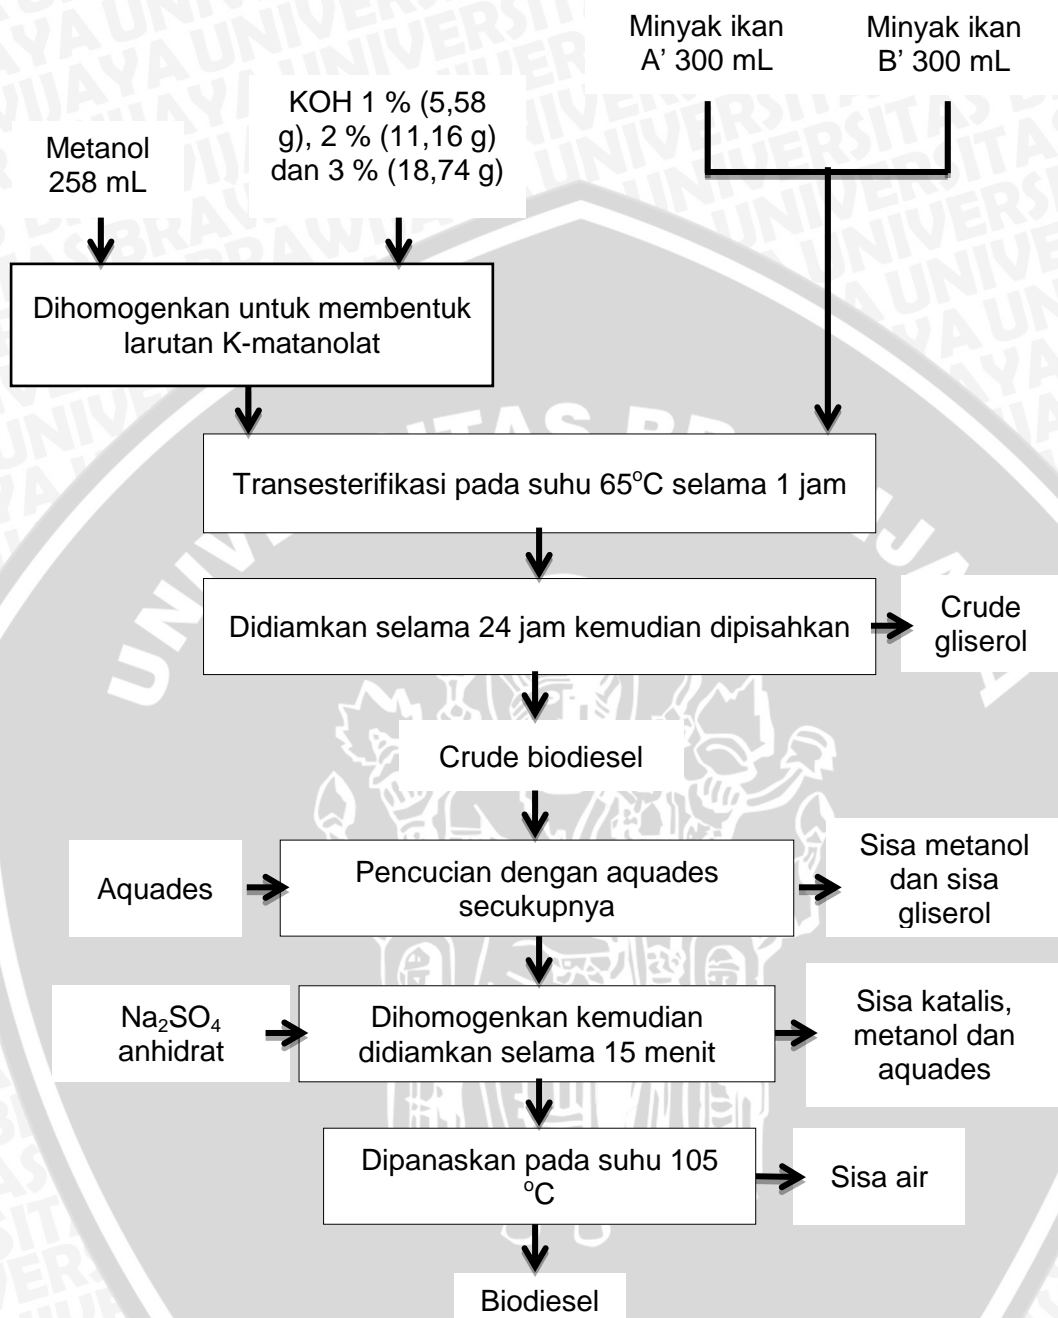 Minyak ikan
A’ 300 mL
Minyak ikan
B’ 300 mL
Metanol
258 mL
KOH 1 % (5,58
g), 2 % (11,16 g)
dan 3 % (18,74 g)
Dihomogenkan untuk membentuk
larutan K-matanolat
Transesterifikasi pada suhu 65°C selama 1 jam
Didiamkan selama 24 jam kemudian dipisahkan
Crude
gliserol
Crude biodiesel
Aquades
Pencucian dengan aquades
secukupnya
Sisa metanol
dan sisa
gliserol
Na₂SO₄
anhidrat
Dihomogenkan kemudian
didiamkan selama 15 menit
Sisa katalis,
metanol dan
aquades
Dipanaskan pada suhu 105
°C
Sisa air
Biodiesel